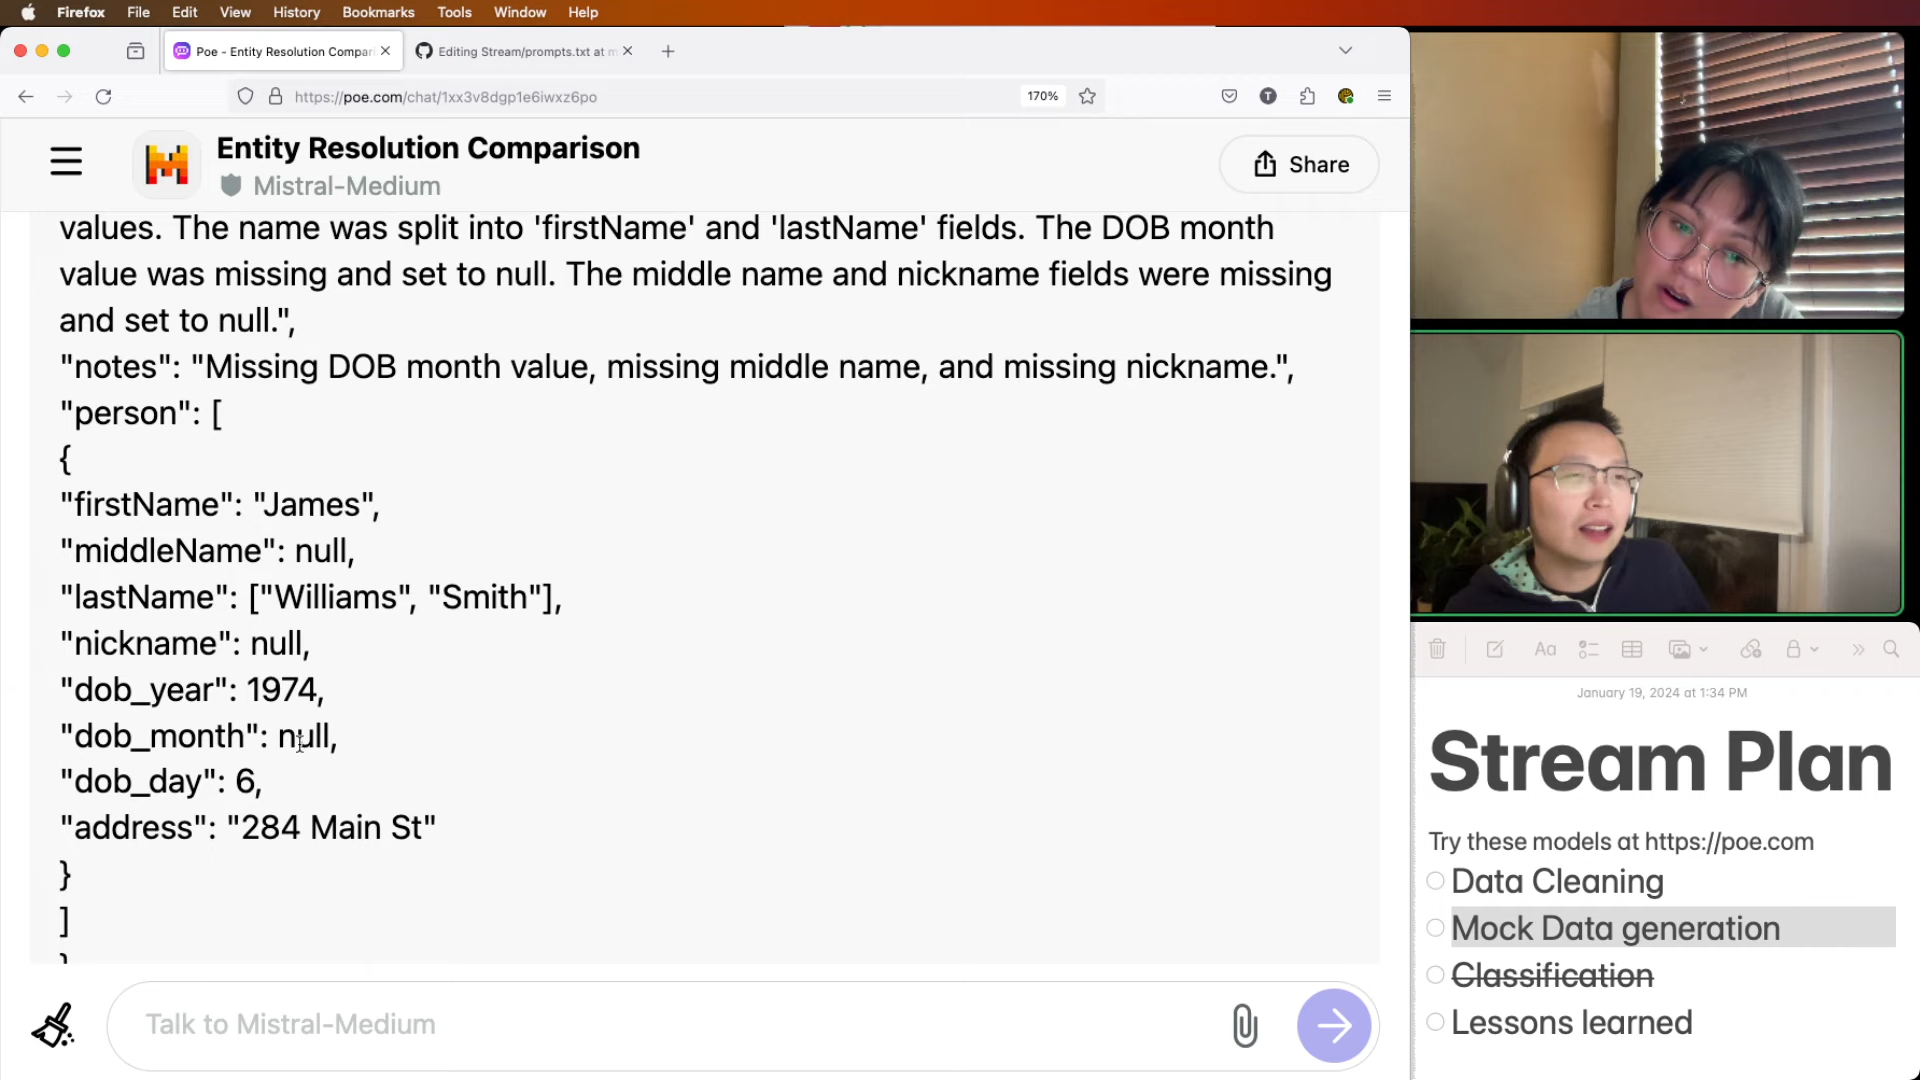 Firefox File Edit View History Bookmarks Tools Window Help
Poe - Entity Resolution Compari
Editing Stream/prompts.txt at m
https://poe.com/chat/1xx3v8dgp1e6iwxz6po
170%
T
Entity Resolution Comparison
Mistral-Medium
Share
values. The name was split into 'firstName' and 'lastName' fields. The DOB month
value was missing and set to null. The middle name and nickname fields were missing
and set to null.",
"notes": "Missing DOB month value, missing middle name, and missing nickname.",
"person": [
{
"firstName": "James",
"middleName": null,
"lastName": ["Williams", "Smith"],
"nickname": null,
"dob_year": 1974,
"dob_month": null,
"dob_day": 6,
"address": "284 Main St"
}
]
}
Talk to Mistral-Medium
Aa
January 19, 2024 at 1:34 PM
Stream Plan
Try these models at https://poe.com
Data Cleaning
Mock Data generation
Classification
Lessons learned